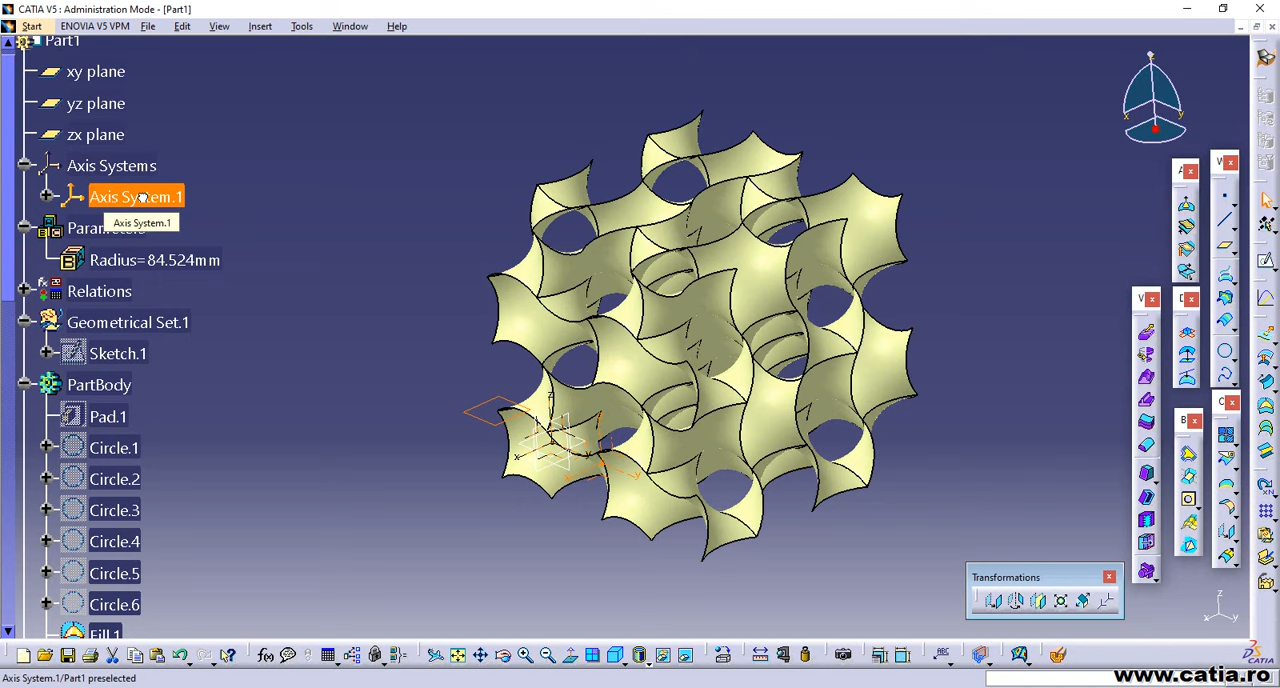 CATIA V5 : Administration Mode - [Part1]
Start ENOVIA V5 VPM File Edit View Insert Tools Window Help
Part1
xy plane
yz plane
zx plane
Axis Systems
Axis System.1
Axis System.1
Radius=84.524mm
Relations
Geometrical Set.1
Sketch.1
PartBody
Pad.1
Circle.1
Circle.2
Circle.3
Circle.4
Circle.5
Circle.6
Fill.1
z
x
y
x
y
Transformations
z
x
y
Axis System.1/Part1 preselected
www.catia.ro